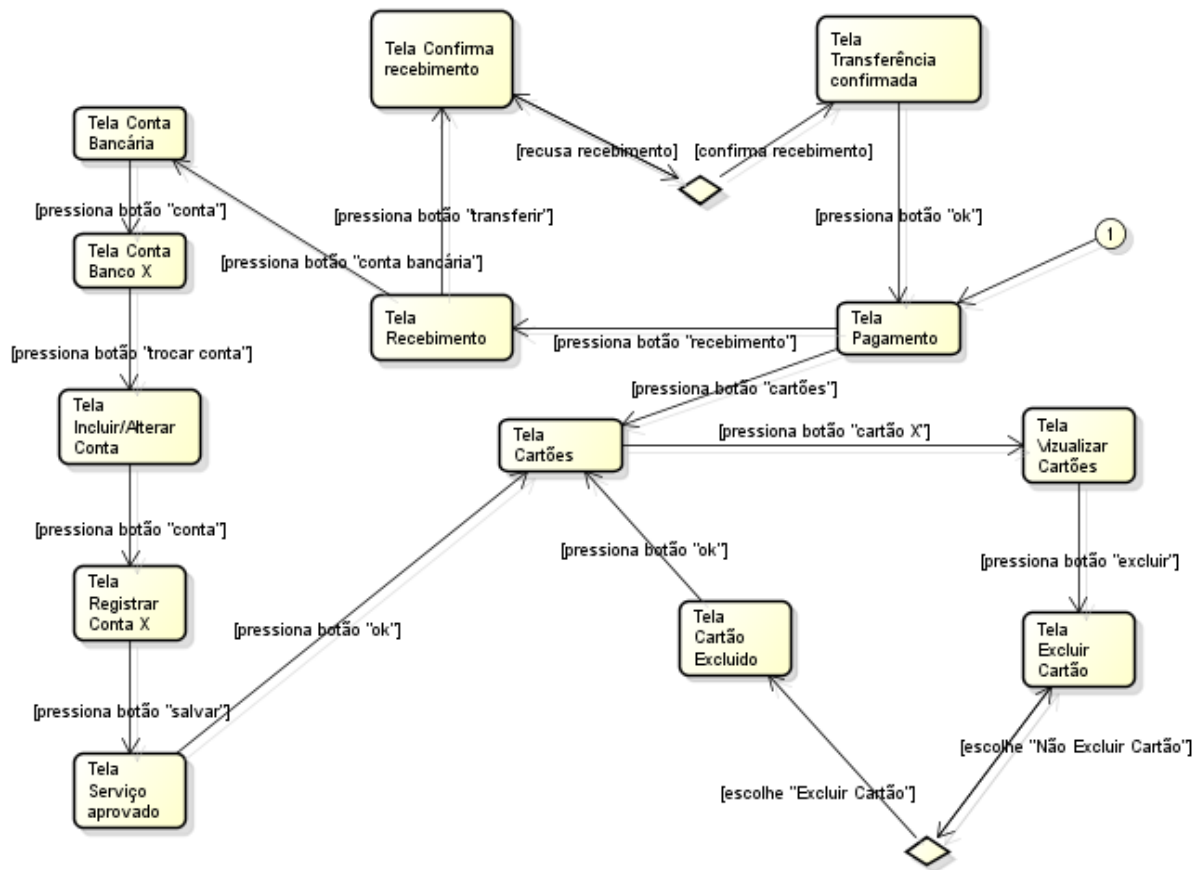 Tela Confirma
recebimento
Tela
Transferência
confirmada
Tela Conta
Bancária
[recusa recebimento]
[confirma recebimento]
[pressiona botão "conta"]
[pressiona botão "transferir]
[pressiona botão "ok"]
1
Tela Conta
Banco X
[pressiona botão "conta bancária"]
Tela
Recebimento
Tela
Pagamento
[pressiona botão "recebimento"]
[pressiona botão "trocar conta"]
[pressiona botão "cartões"]
Tela
Incluir/Alterar
Conta
Tela
Cartões
[pressiona botão "cartão X"]
Tela
Vizualizar
Cartões
[pressiona botão "conta"]
[pressiona botão "ok"]
[pressiona botão "excluir"]
Tela
Registrar
Conta X
[pressiona botão "ok"]
Tela
Cartão
Excluido
Tela
Excluir
Cartão
[pressiona botão "salvar"]
[escolhe "Não Excluir Cartão"]
Tela
Serviço
aprovado
[escolhe "Excluir Cartão"]